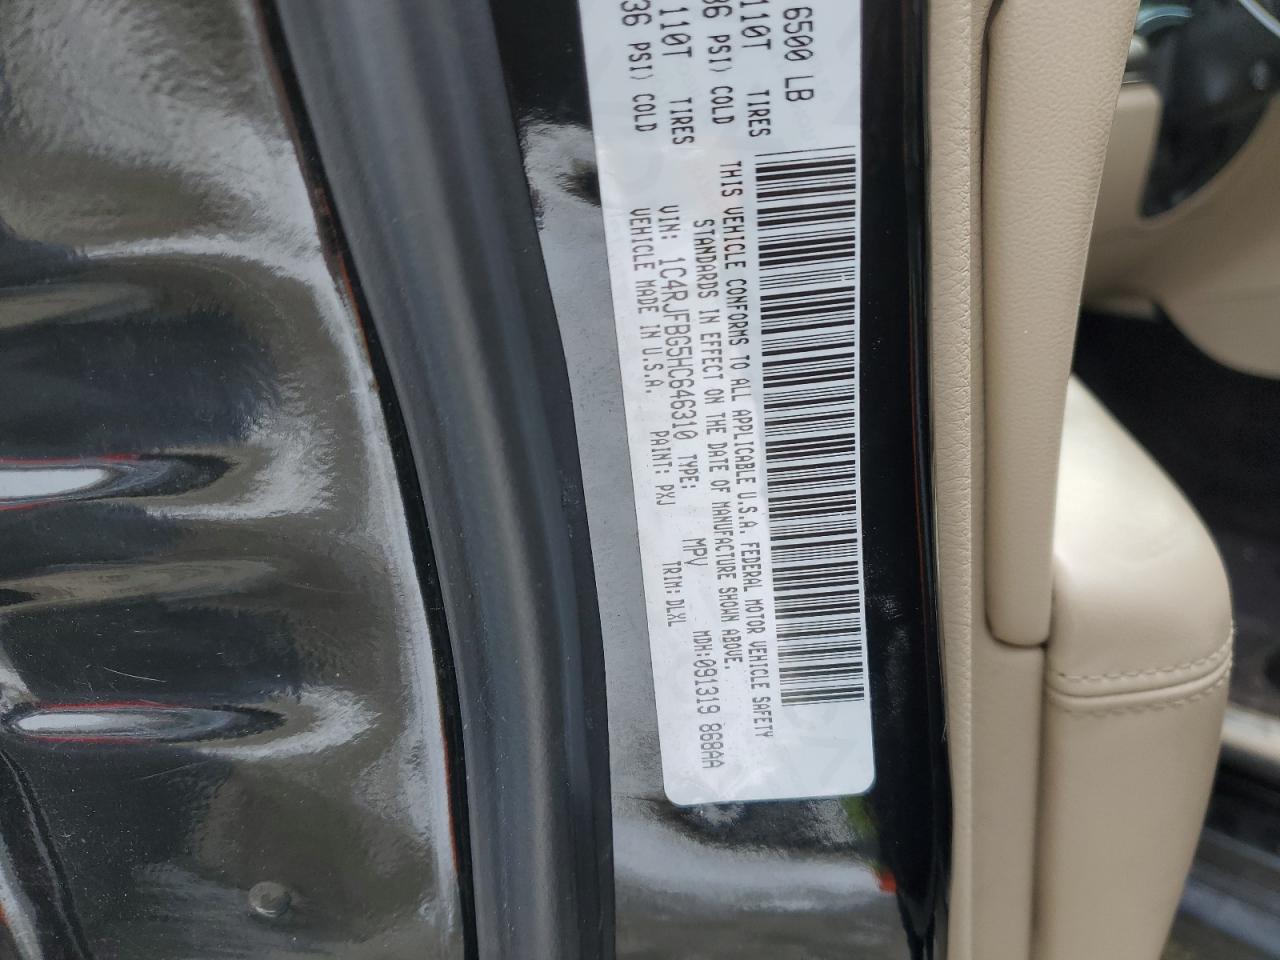 6500 LB
110T TIRES
36 PSI) COLD
110T TIRES
36 PSI) COLD
THIS VEHICLE CONFORMS TO ALL APPLICABLE U.S.A. FEDERAL MOTOR VEHICLE SAFETY
STANDARDS IN EFFECT ON THE DATE OF MANUFACTURE SHOWN ABOVE.
VIN: 1C4RJFBG5HC646310 TYPE: MPV MDH:091319 868AA
VEHICLE MADE IN U.S.A. PAINT: PXJ TRIM: DLXL